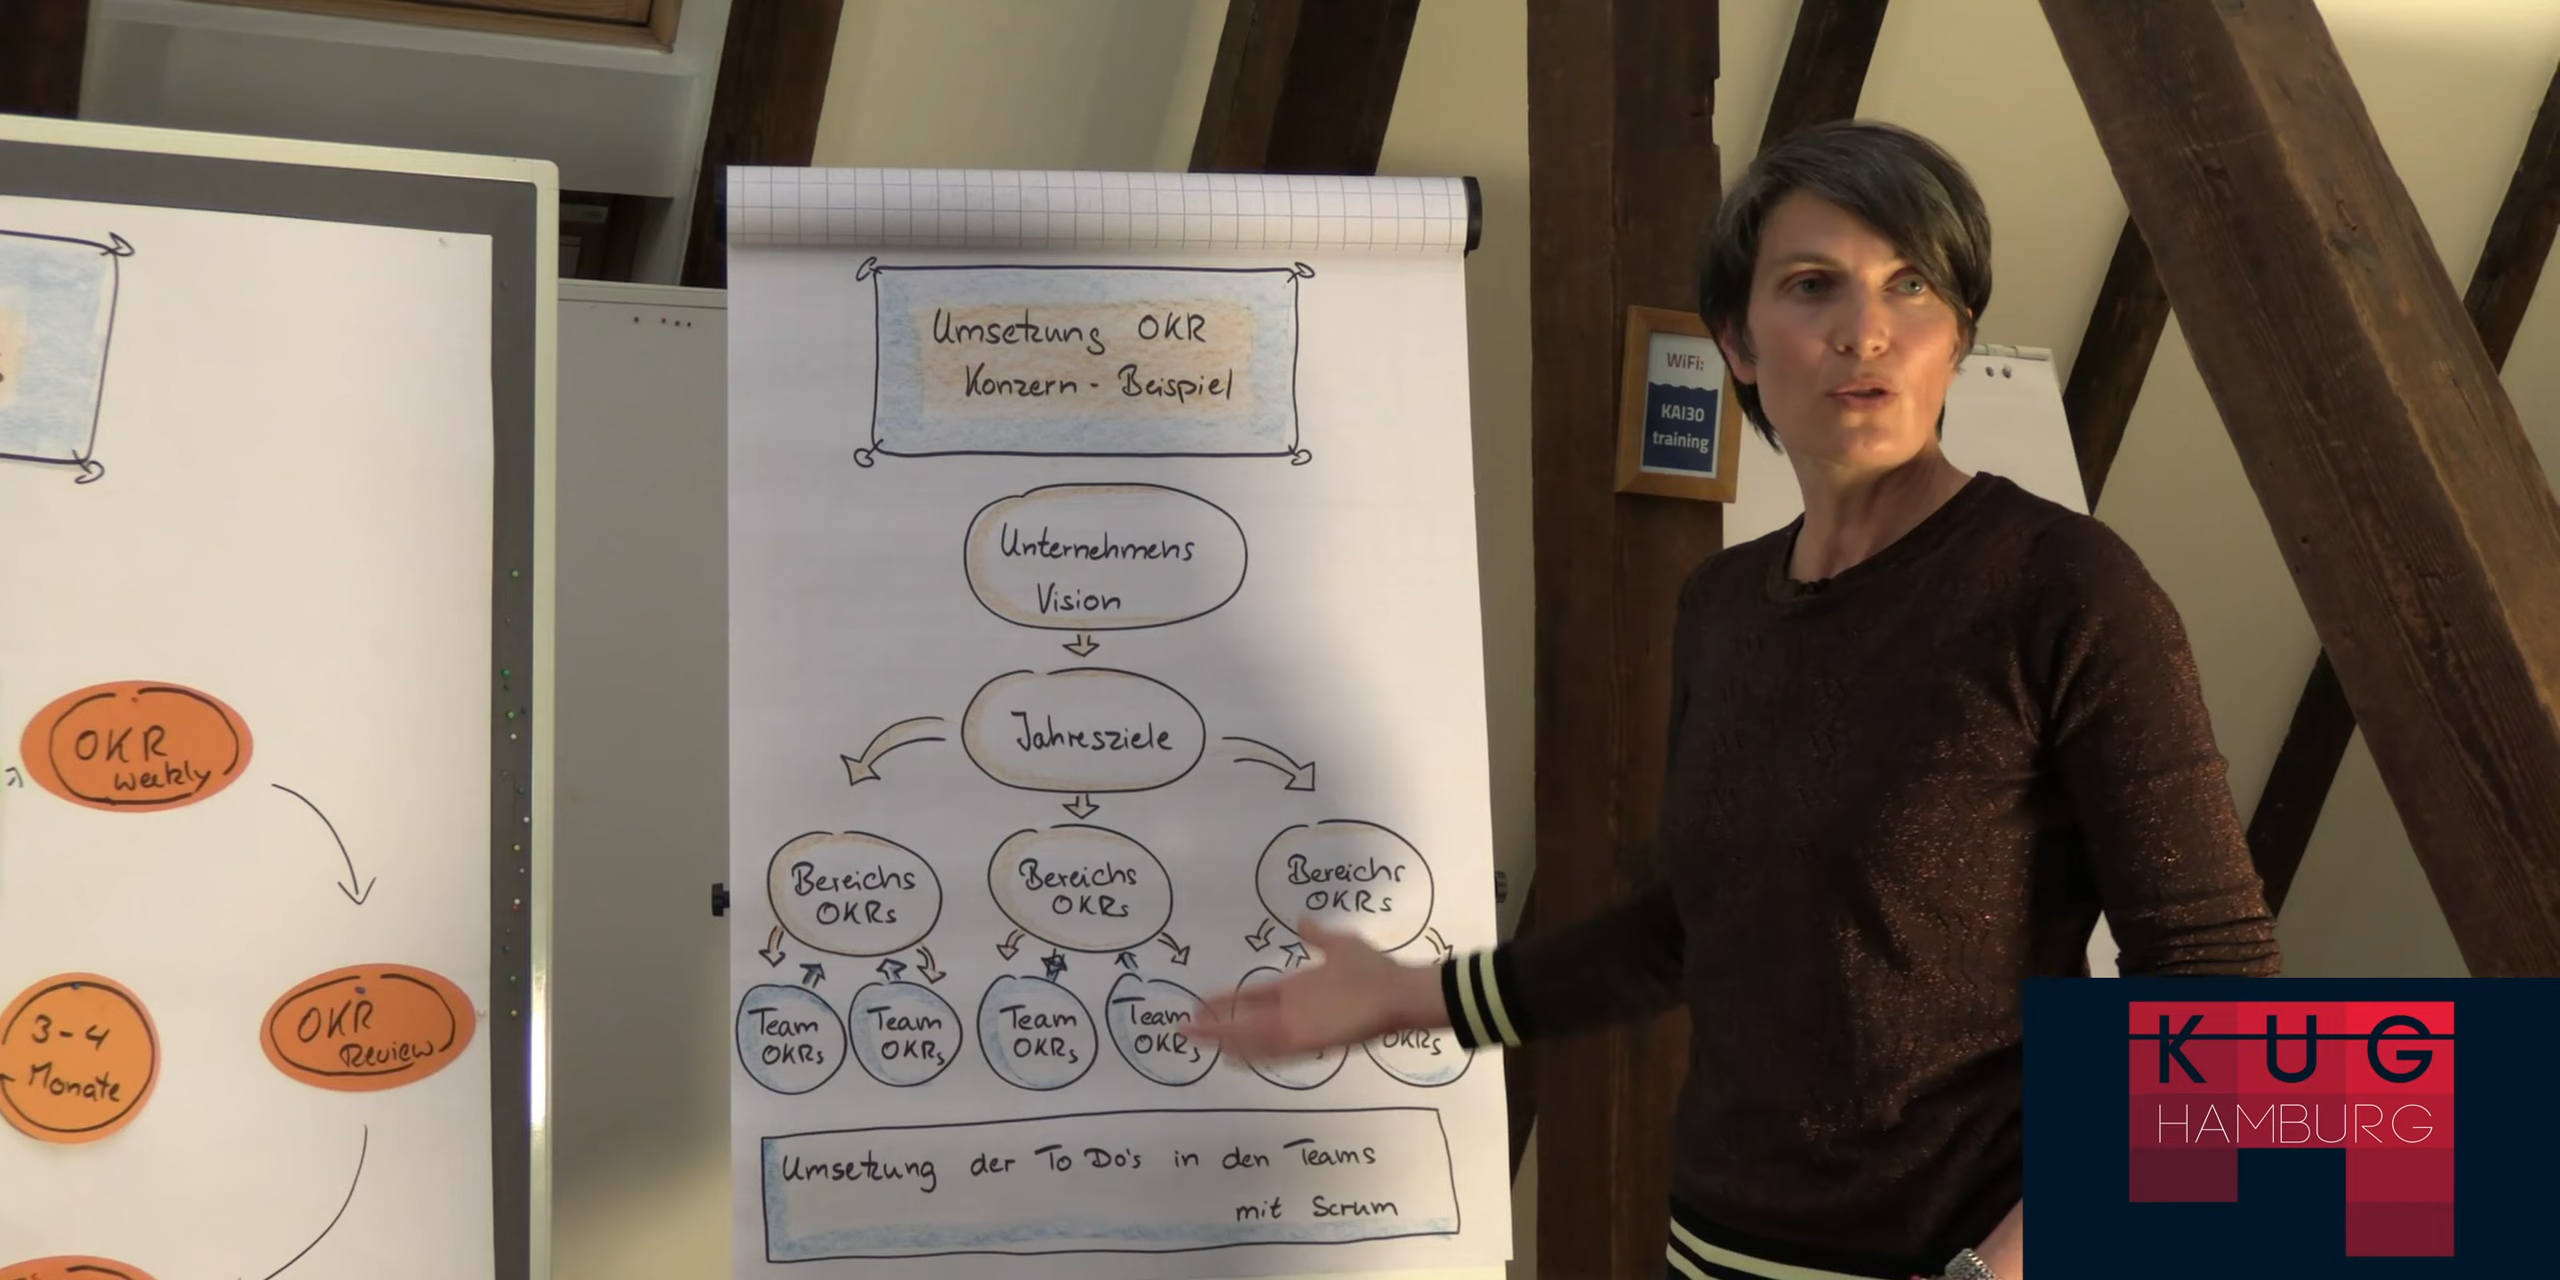 OKR
weekly
3-4
Monate
OKR
Review
Umsetzung OKR
Konzern - Beispiel
Unternehmens
Vision
Jahresziele
Bereichs
OKRs
Bereichs
OKRs
Bereichs
OKRs
Team
OKRs
Team
OKRs
Team
OKRs
Team
OKRs
OKRs
Umsetzung der To Do's in den Teams
mit Scrum
WiFi:
KAI30
training
KUG
HAMBURG